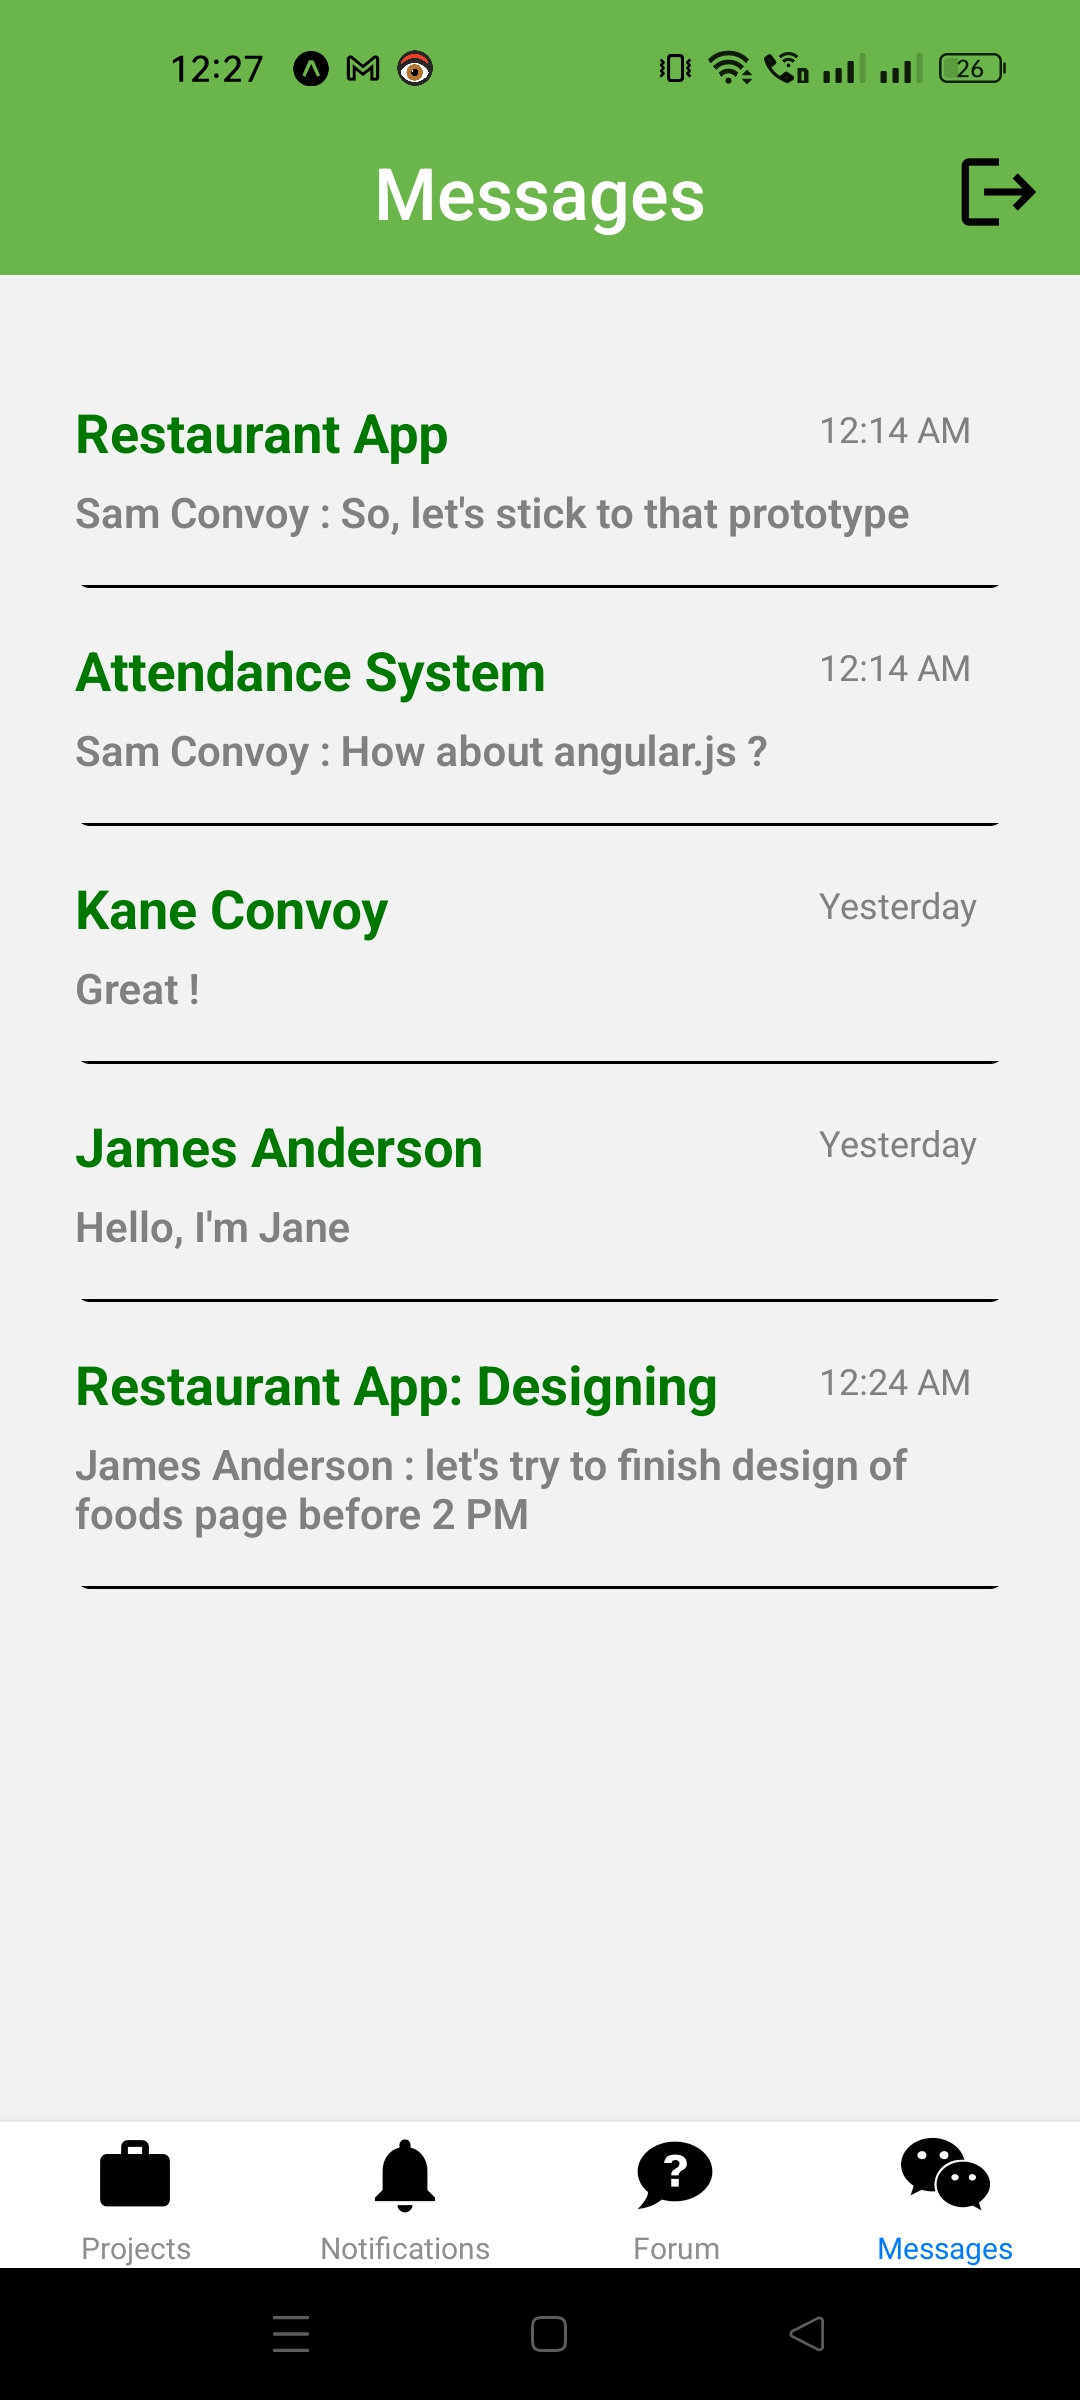 12:27
26
Messages
Restaurant App 12:14 AM
Sam Convoy : So, let's stick to that prototype
Attendance System 12:14 AM
Sam Convoy : How about angular.js ?
Kane Convoy Yesterday
Great !
James Anderson Yesterday
Hello, I'm Jane
Restaurant App: Designing 12:24 AM
James Anderson : let's try to finish design of
foods page before 2 PM
Projects Notifications Forum Messages